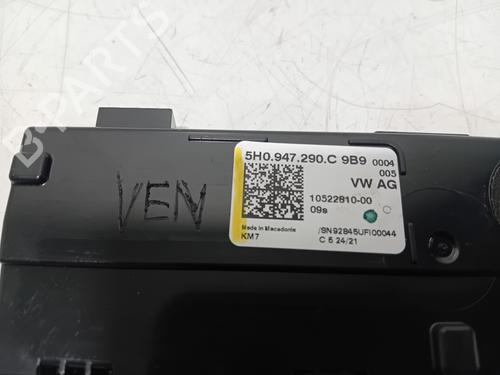 VEN
5H0.947.290.C 9B9 0004
005
VW AG
10522810-00
09s
Made in Macedonia
KM7
/SN92845UFI00044
C 5 24/21
B-Parts